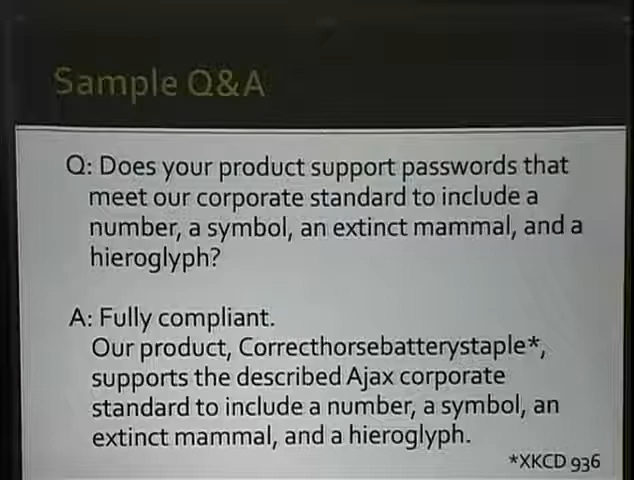 Sample Q&A
Q: Does your product support passwords that
meet our corporate standard to include a
number, a symbol, an extinct mammal, and a
hieroglyph?
A: Fully compliant.
Our product, Correcthorsebatterystaple*,
supports the described Ajax corporate
standard to include a number, a symbol, an
extinct mammal, and a hieroglyph.
*XKCD 936